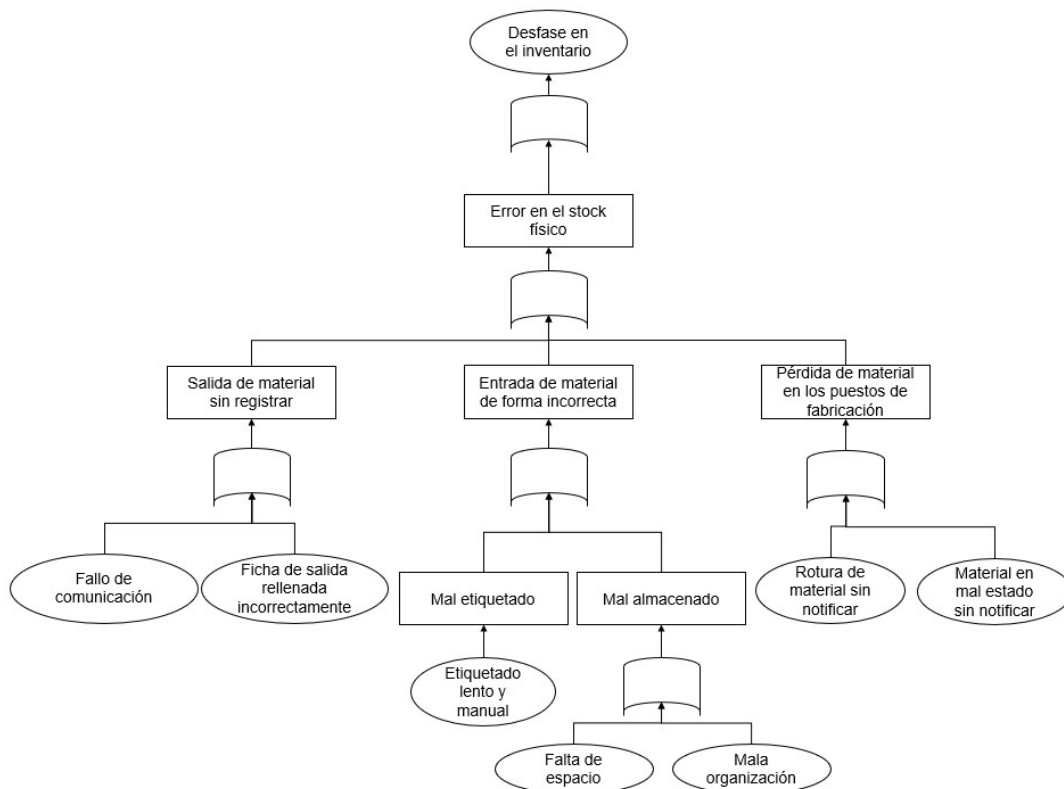 Desfase en
el inventario
Error en el stock
físico
Salida de material
sin registrar
Entrada de material
de forma incorrecta
Pérdida de material
en los puestos de
fabricación
Fallo de
comunicación
Ficha de salida
rellenada
incorrectamente
Mal etiquetado
Mal almacenado
Rotura de
material sin
notificar
Material en
mal estado
sin notificar
Etiquetado
lento y
manual
Falta de
espacio
Mala
organización